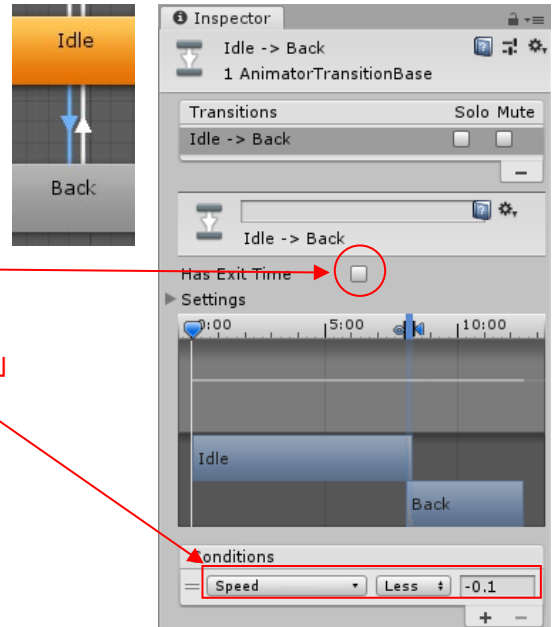 Idle
Back
Inspector
Idle -> Back
1 AnimatorTransitionBase
Transitions Solo Mute
Idle -> Back
Idle -> Back
Has Exit Time
Settings
0:00 5:00 10:00
Idle
Back
Conditions
Speed Less -0.1
+ -